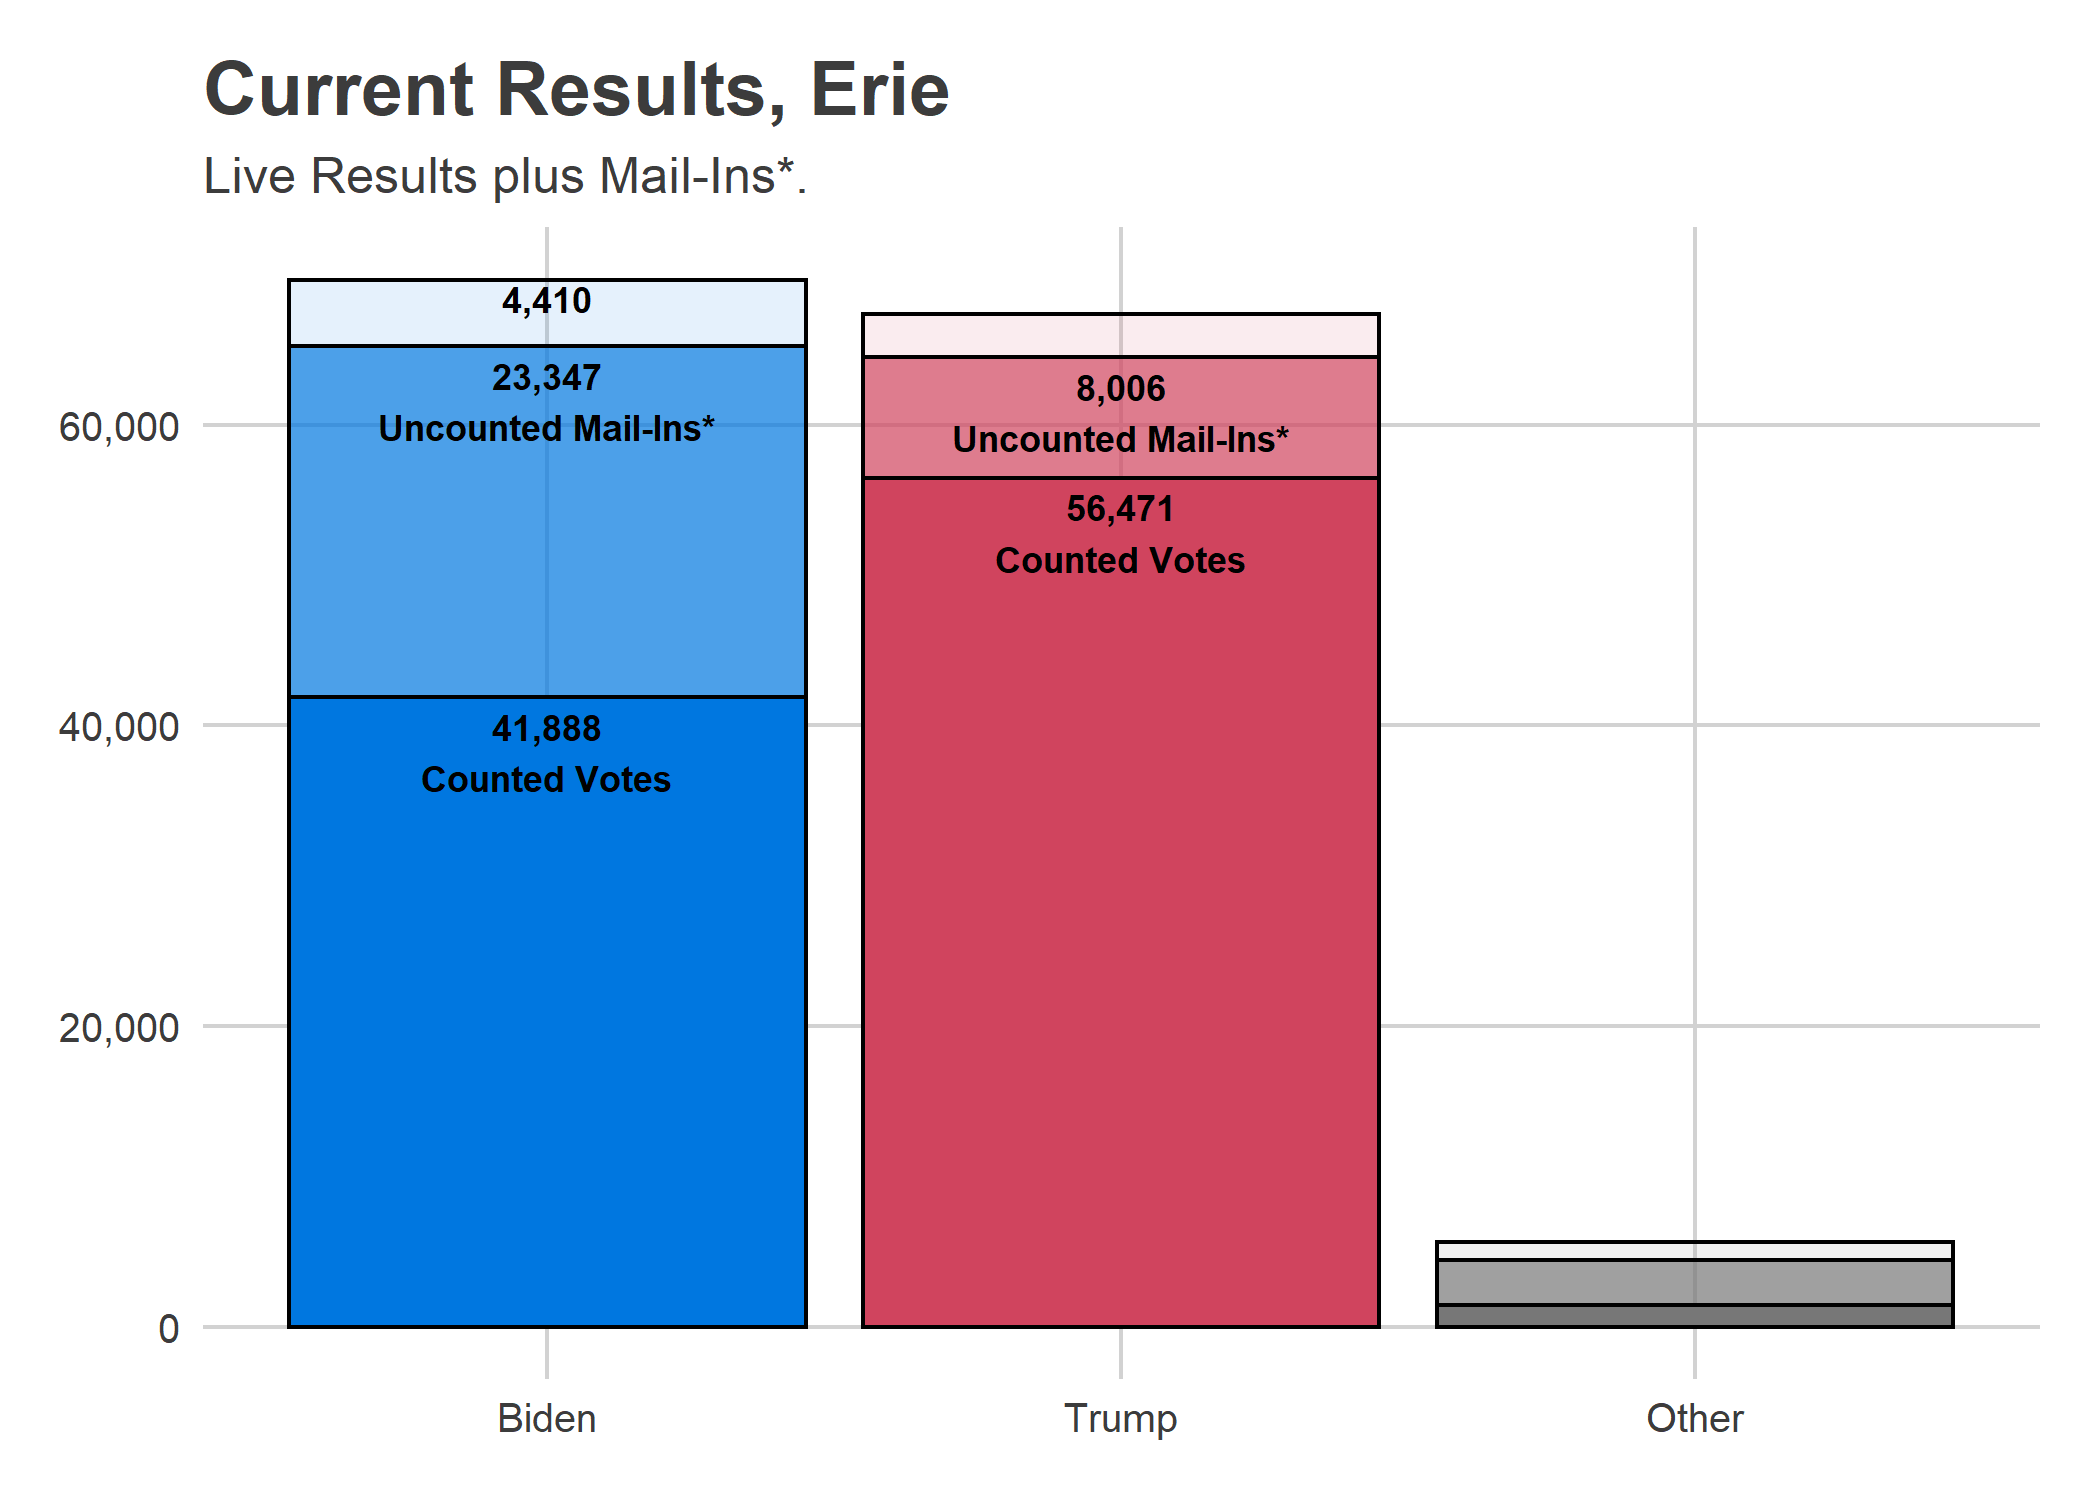 Current Results, Erie
Live Results plus Mail-Ins*.
4,410
23,347
Uncounted Mail-Ins*
8,006
Uncounted Mail-Ins*
60,000
56,471
Counted Votes
41,888
Counted Votes
40,000
20,000
0
Biden
Trump
Other